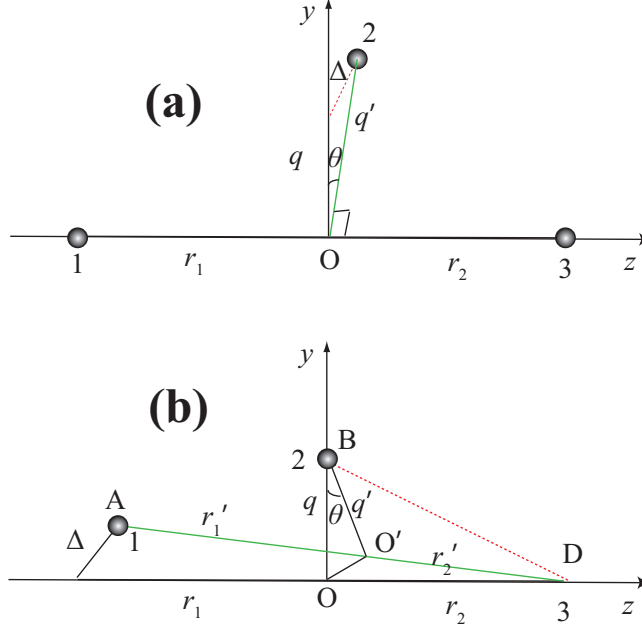 y
2
(a)
Δ
q′
q
θ
1
r₁
O
r₂
3
z
y
(b)
B
2
A
q
θ
q′
r₁′
Δ
1
O′
r₂′
D
r₁
O
r₂
3
z